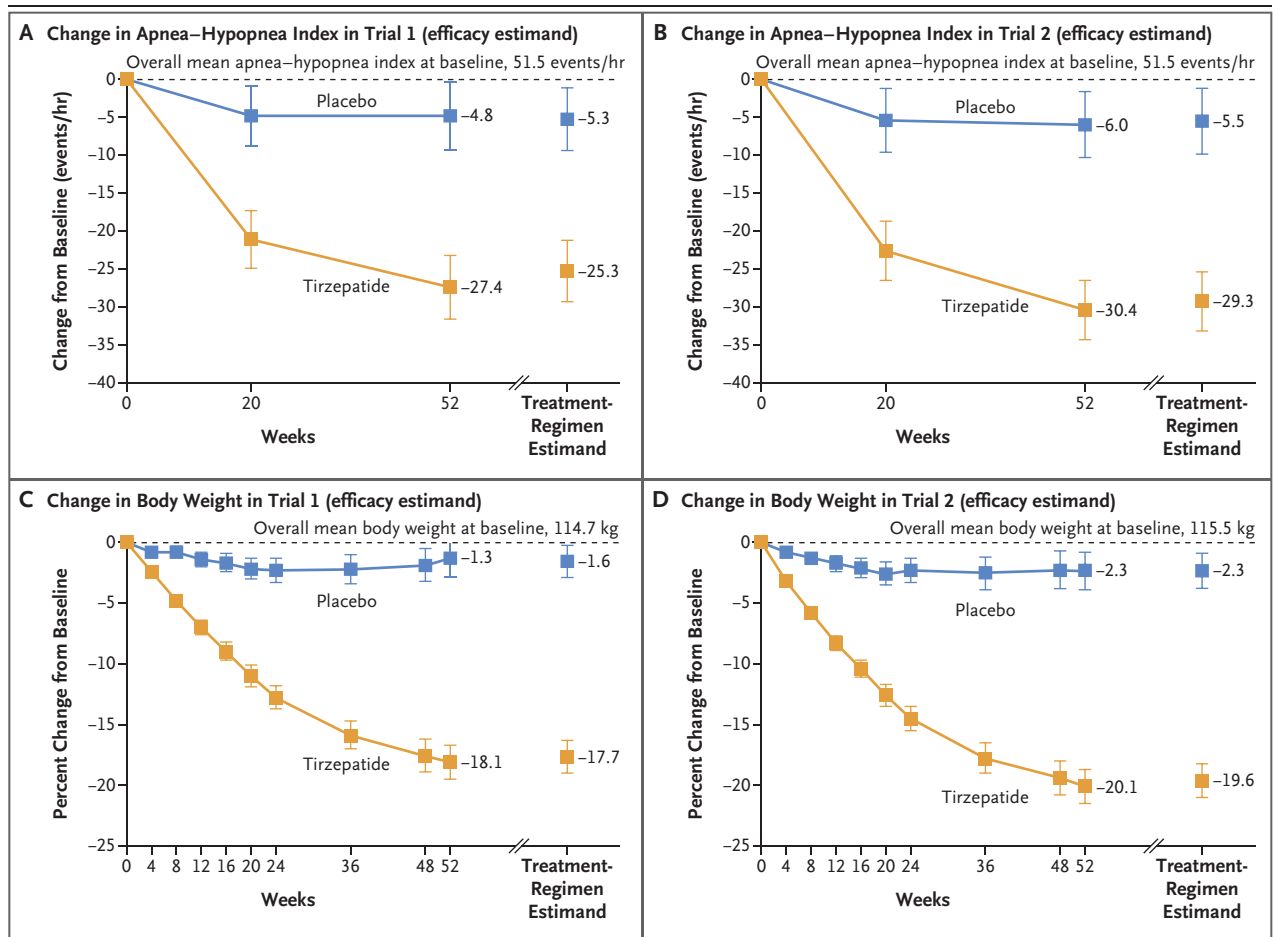 A Change in Apnea–Hypopnea Index in Trial 1 (efficacy estimand)
Overall mean apnea–hypopnea index at baseline, 51.5 events/hr
Change from Baseline (events/hr)
0
−5
−10
−15
−20
−25
−30
−35
−40
Placebo
−4.8
−5.3
Tirzepatide
−27.4
−25.3
0
20
52
Treatment-
Regimen
Estimand
Weeks
B Change in Apnea–Hypopnea Index in Trial 2 (efficacy estimand)
Overall mean apnea–hypopnea index at baseline, 51.5 events/hr
Change from Baseline (events/hr)
0
−5
−10
−15
−20
−25
−30
−35
−40
Placebo
−6.0
−5.5
Tirzepatide
−30.4
−29.3
0
20
52
Treatment-
Regimen
Estimand
Weeks
C Change in Body Weight in Trial 1 (efficacy estimand)
Overall mean body weight at baseline, 114.7 kg
Percent Change from Baseline
0
−5
−10
−15
−20
−25
−1.3
−1.6
Placebo
Tirzepatide
−18.1
−17.7
0 4 8 12 16 20 24 36 48 52
Treatment-
Regimen
Estimand
Weeks
D Change in Body Weight in Trial 2 (efficacy estimand)
Overall mean body weight at baseline, 115.5 kg
Percent Change from Baseline
0
−5
−10
−15
−20
−25
−2.3
−2.3
Placebo
Tirzepatide
−20.1
−19.6
0 4 8 12 16 20 24 36 48 52
Treatment-
Regimen
Estimand
Weeks